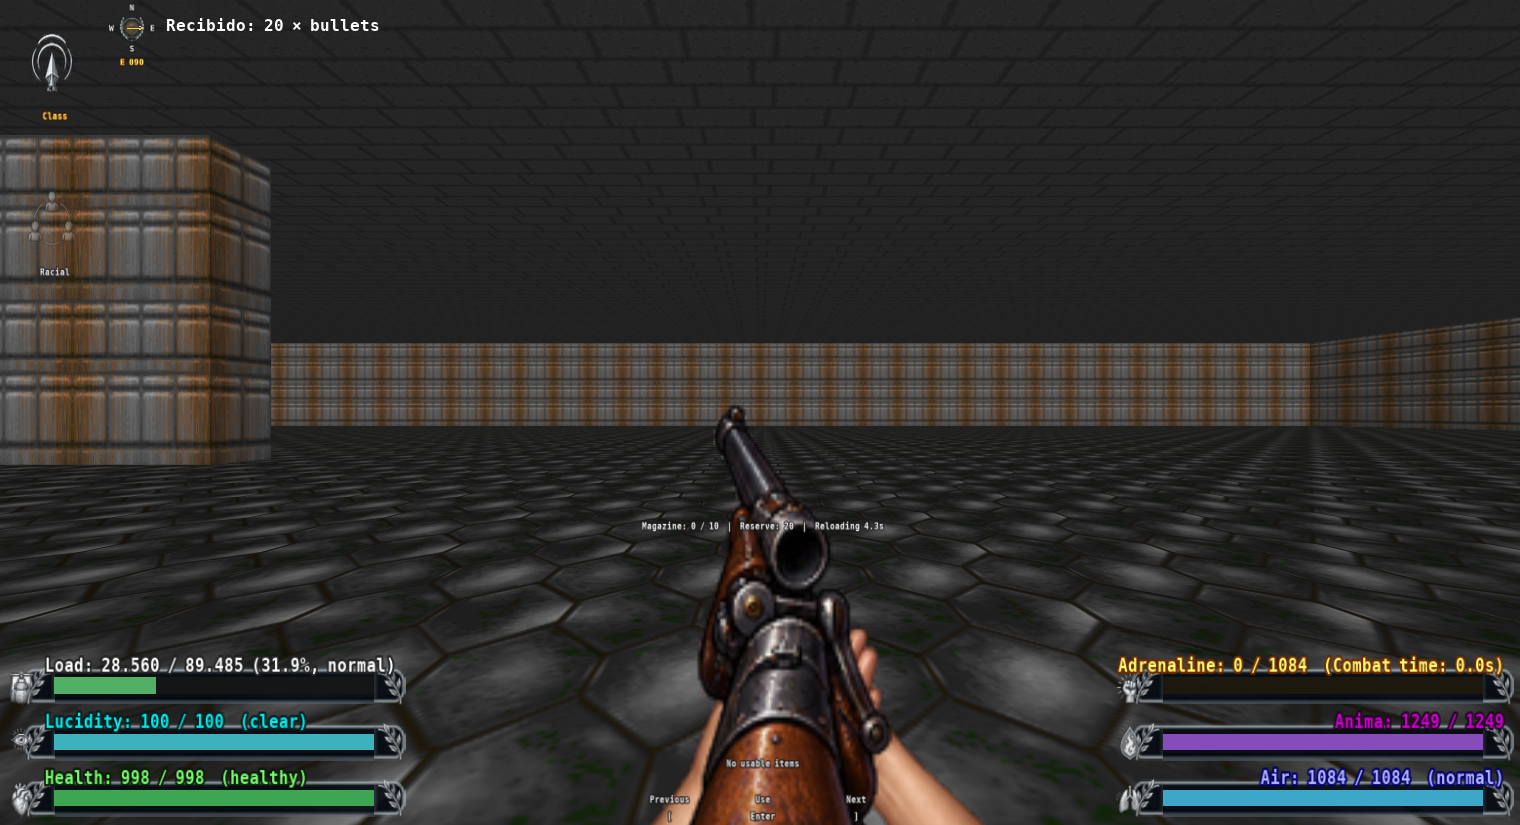 N
W E
S
E 090
Recibido: 20 × bullets
Class
Racial
Magazine: 0 / 10 | Reserve: 20 | Reloading 4.3s
Load: 28.560 / 89.485 (31.9%, normal)
Lucidity: 100 / 100 (clear)
Health: 998 / 998 (healthy)
Adrenaline: 0 / 1084 (Combat time: 0.0s)
Anima: 1249 / 1249
Air: 1084 / 1084 (normal)
No usable items
Previous Use Next
[ Enter ]